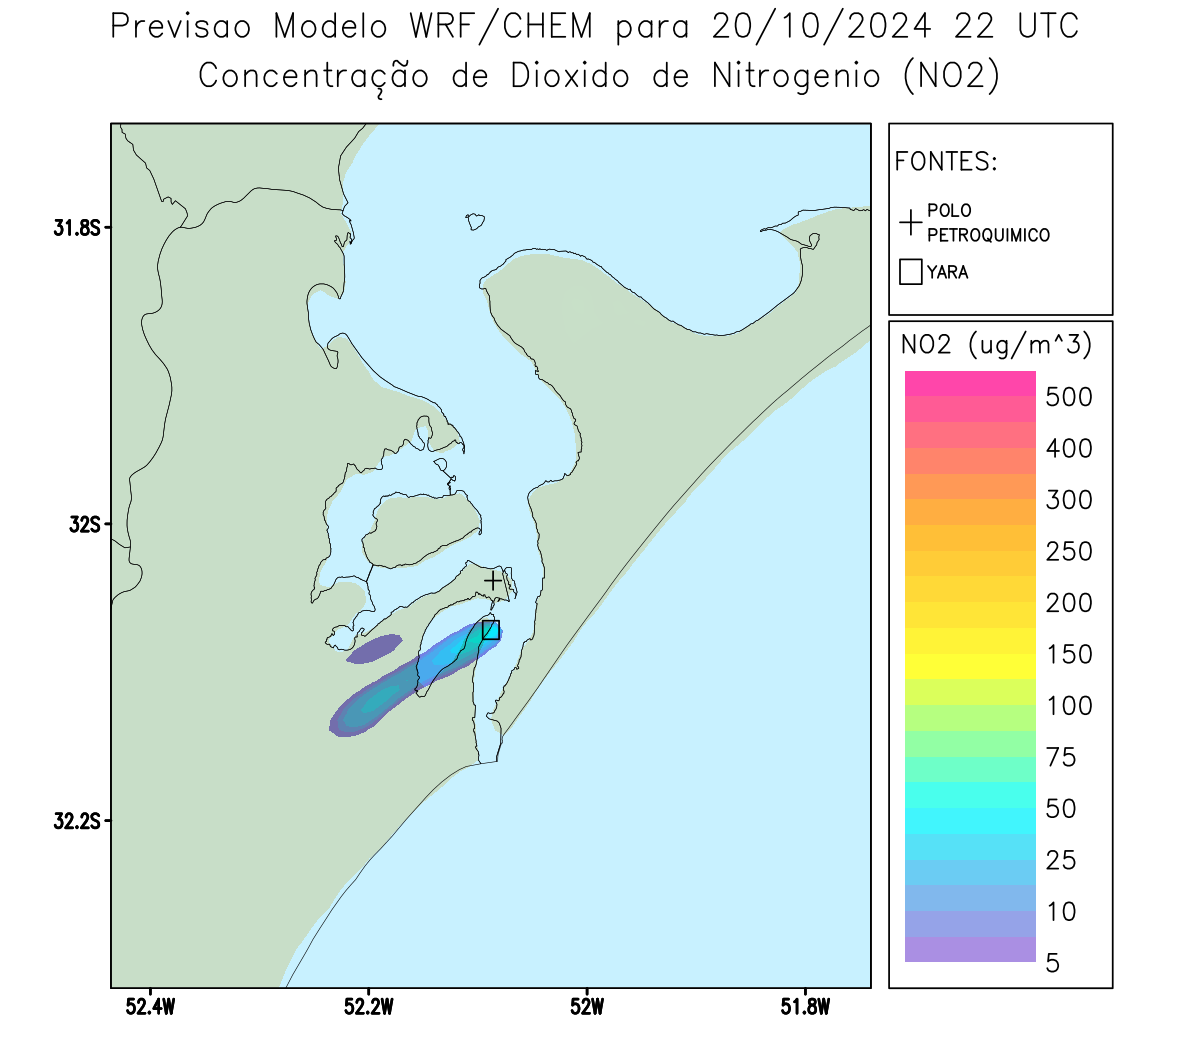 Previsao Modelo WRF/CHEM para 20/10/2024 22 UTC
Concentração de Dioxido de Nitrogenio (NO2)
FONTES:
POLO
PETROQUIMICO
YARA
31.8S
32S
32.2S
52.4W
52.2W
52W
51.8W
NO2 (ug/m^3)
500
400
300
250
200
150
100
75
50
25
10
5